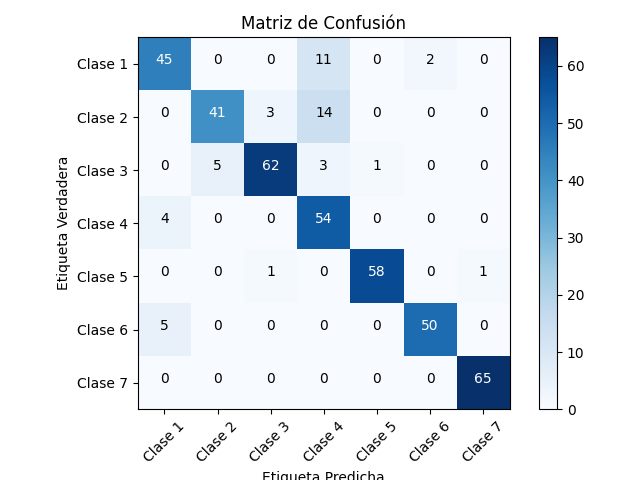 Matriz de Confusión
Etiqueta Verdadera
Clase 1 45 0 0 11 0 2 0
Clase 2 0 41 3 14 0 0 0
Clase 3 0 5 62 3 1 0 0
Clase 4 4 0 0 54 0 0 0
Clase 5 0 0 1 0 58 0 1
Clase 6 5 0 0 0 0 50 0
Clase 7 0 0 0 0 0 0 65
Clase 1 Clase 2 Clase 3 Clase 4 Clase 5 Clase 6 Clase 7
Etiqueta Predicha
60
50
40
30
20
10
0